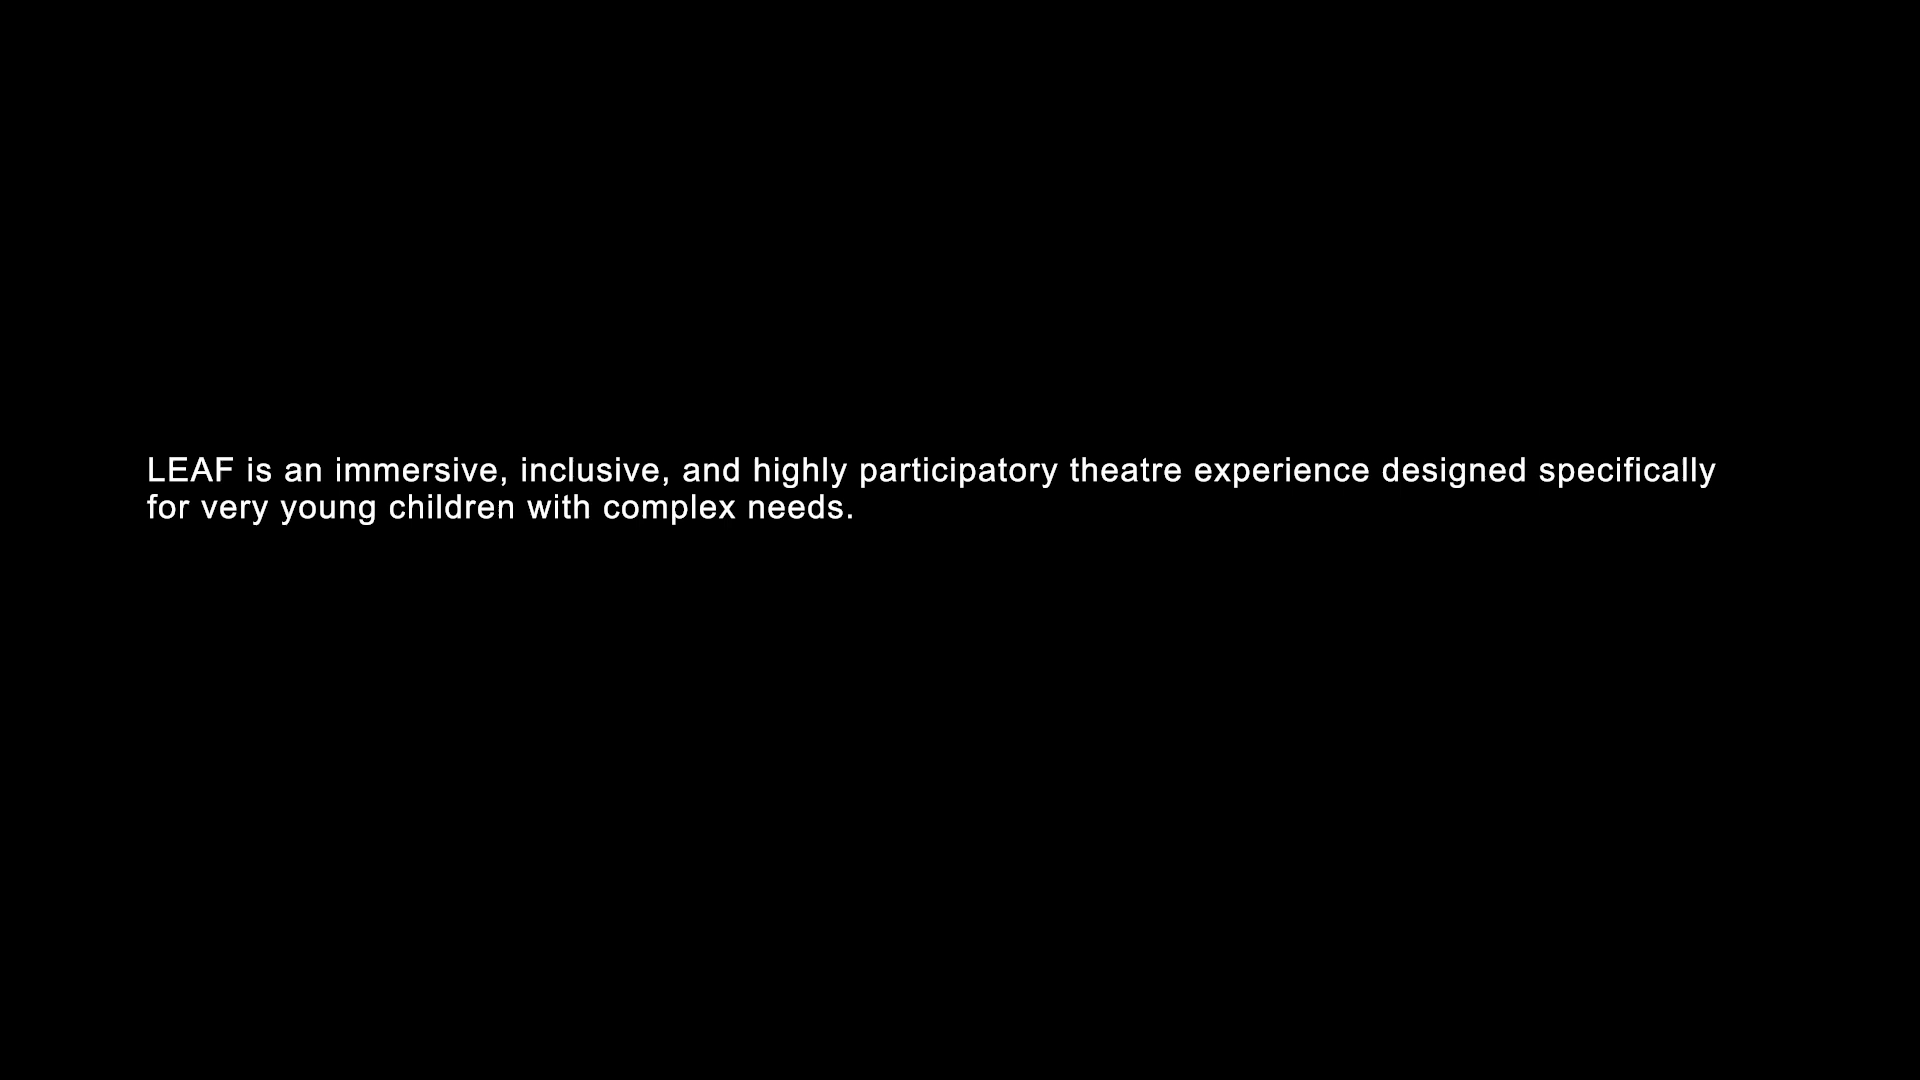 LEAF is an immersive, inclusive, and highly participatory theatre experience designed specifically
for very young children with complex needs.